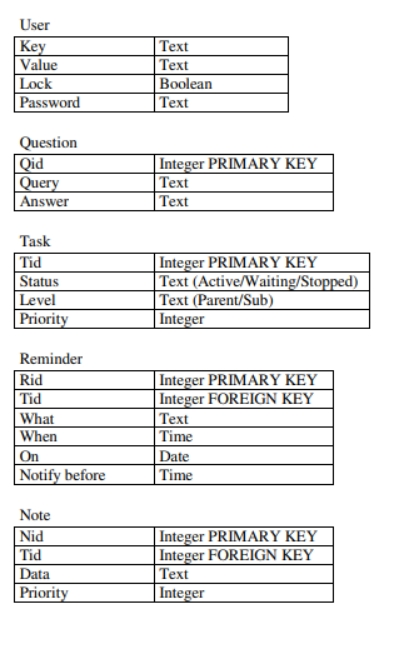 User
Key Text
Value Text
Lock Boolean
Password Text
Question
Qid Integer PRIMARY KEY
Query Text
Answer Text
Task
Tid Integer PRIMARY KEY
Status Text (Active/Waiting/Stopped)
Level Text (Parent/Sub)
Priority Integer
Reminder
Rid Integer PRIMARY KEY
Tid Integer FOREIGN KEY
What Text
When Time
On Date
Notify before Time
Note
Nid Integer PRIMARY KEY
Tid Integer FOREIGN KEY
Data Text
Priority Integer